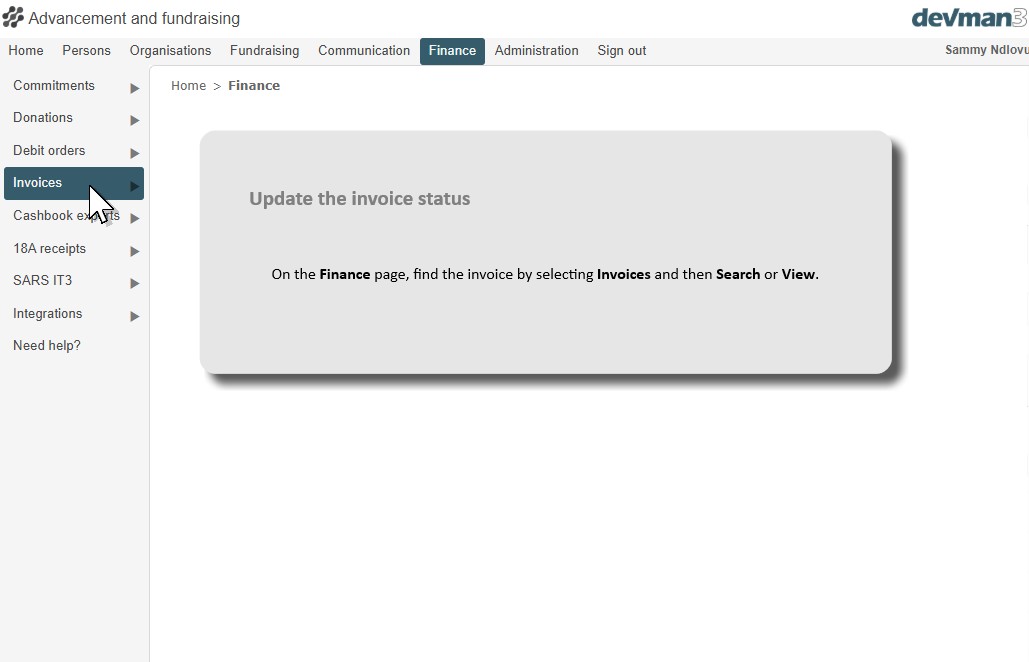 Advancement and fundraising
devman3
Home Persons Organisations Fundraising Communication Finance Administration Sign out
Sammy Ndlovu
Commitments
Donations
Debit orders
Invoices
Cashbook exports
18A receipts
SARS IT3
Integrations
Need help?
Home > Finance
Update the invoice status
On the Finance page, find the invoice by selecting Invoices and then Search or View.